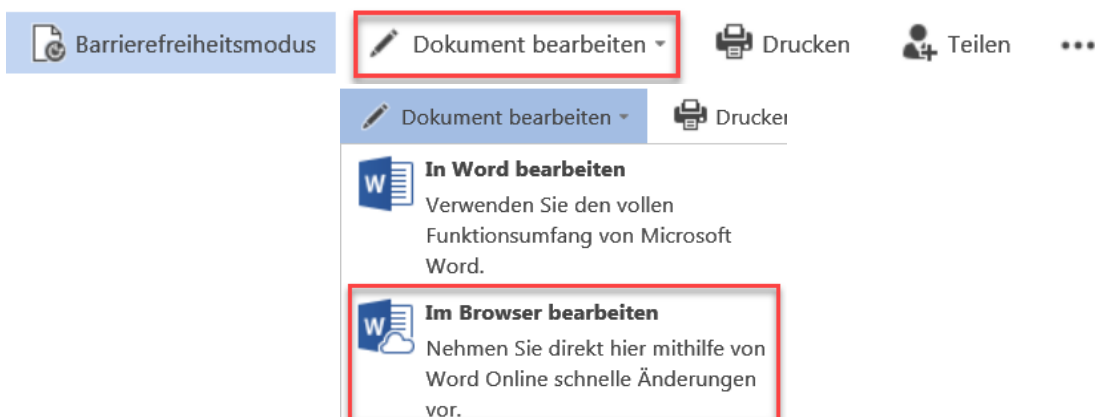 Barrierefreiheitsmodus Dokument bearbeiten Drucken Teilen
Dokument bearbeiten Drucken
In Word bearbeiten
Verwenden Sie den vollen
Funktionsumfang von Microsoft
Word.
Im Browser bearbeiten
Nehmen Sie direkt hier mithilfe von
Word Online schnelle Änderungen
vor.